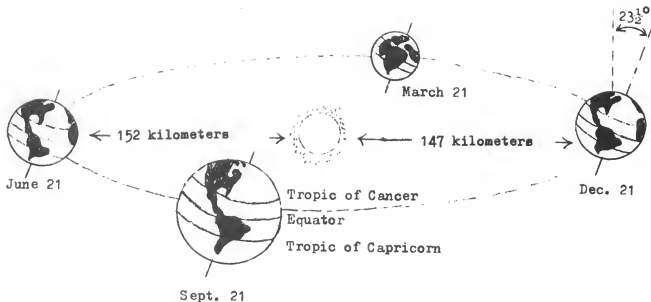 23½°
March 21
152 kilometers
147 kilometers
June 21
Dec. 21
Tropic of Cancer
Equator
Tropic of Capricorn
Sept. 21